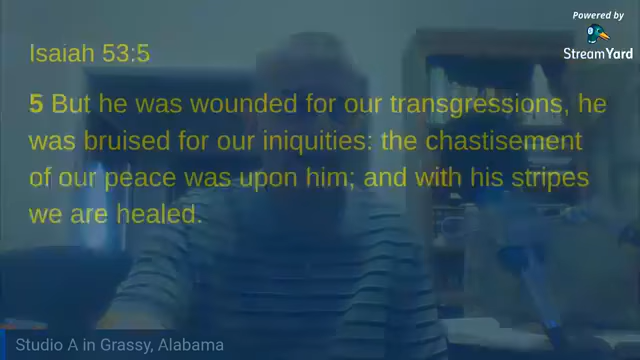 Powered by
StreamYard
Isaiah 53:5
5 But he was wounded for our transgressions, he
was bruised for our iniquities: the chastisement
of our peace was upon him; and with his stripes
we are healed.
Studio A in Grassy, Alabama